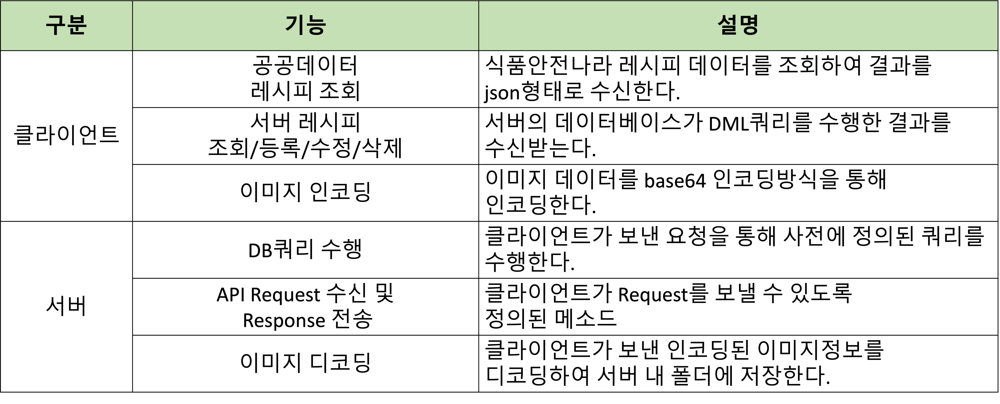 구분
기능
설명
클라이언트
공공데이터
레시피 조회
식품안전나라 레시피 데이터를 조회하여 결과를
json형태로 수신한다.
서버 레시피
조회/등록/수정/삭제
서버의 데이터베이스가 DML쿼리를 수행한 결과를
수신받는다.
이미지 인코딩
이미지 데이터를 base64 인코딩방식을 통해
인코딩한다.
서버
DB쿼리 수행
클라이언트가 보낸 요청을 통해 사전에 정의된 쿼리를
수행한다.
API Request 수신 및
Response 전송
클라이언트가 Request를 보낼 수 있도록
정의된 메소드
이미지 디코딩
클라이언트가 보낸 인코딩된 이미지정보를
디코딩하여 서버 내 폴더에 저장한다.